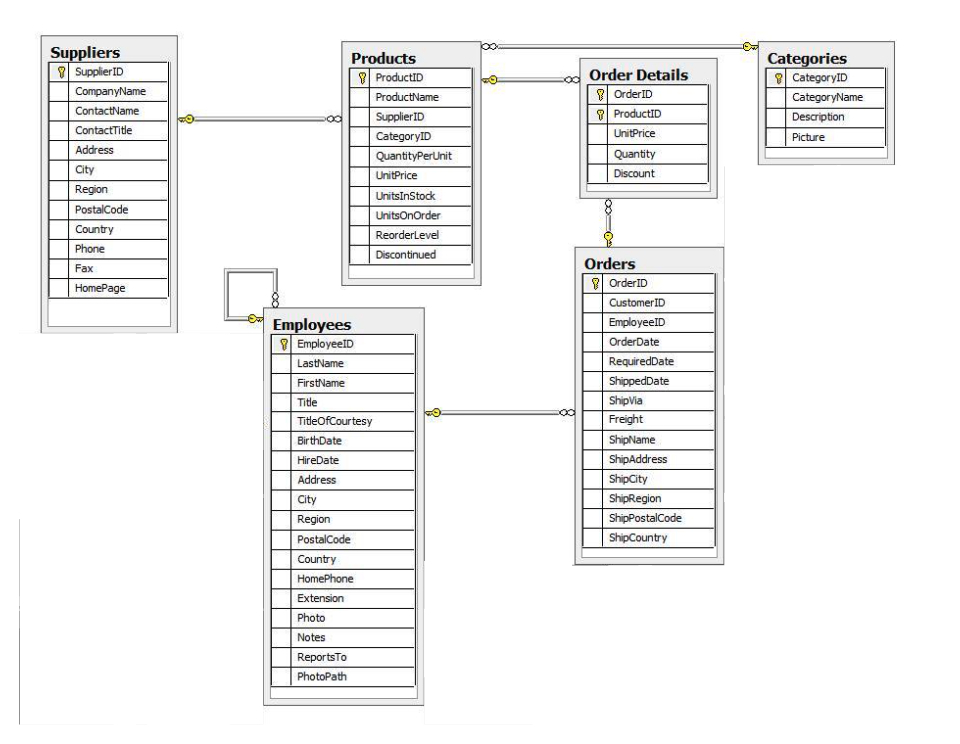 Suppliers
SupplierID
CompanyName
ContactName
ContactTitle
Address
City
Region
PostalCode
Country
Phone
Fax
HomePage
Products
ProductID
ProductName
SupplierID
CategoryID
QuantityPerUnit
UnitPrice
UnitsInStock
UnitsOnOrder
ReorderLevel
Discontinued
Order Details
OrderID
ProductID
UnitPrice
Quantity
Discount
Categories
CategoryID
CategoryName
Description
Picture
Employees
EmployeeID
LastName
FirstName
Title
TitleOfCourtesy
BirthDate
HireDate
Address
City
Region
PostalCode
Country
HomePhone
Extension
Photo
Notes
ReportsTo
PhotoPath
Orders
OrderID
CustomerID
EmployeeID
OrderDate
RequiredDate
ShippedDate
ShipVia
Freight
ShipName
ShipAddress
ShipCity
ShipRegion
ShipPostalCode
ShipCountry